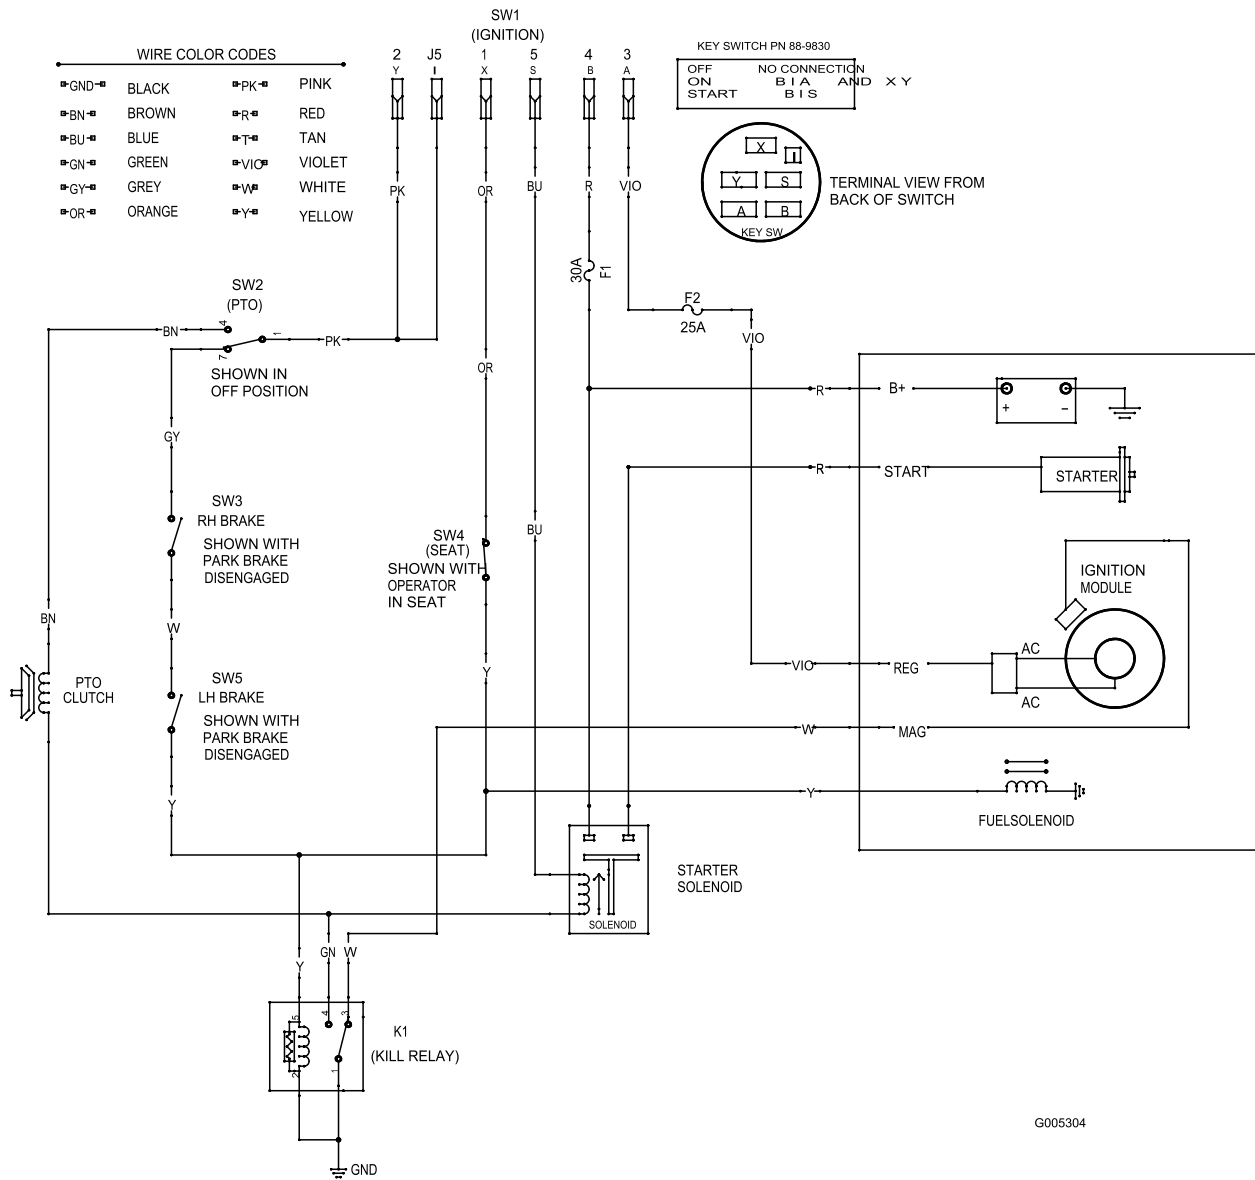 SW1
(IGNITION)
2 J5 1 5 4 3
Y I X S B A
WIRE COLOR CODES
GND BLACK PK PINK
BN BROWN R RED
BU BLUE T TAN
GN GREEN VIO VIOLET
GY GREY W WHITE
OR ORANGE Y YELLOW
KEY SWITCH PN 88-9830
OFF NO CONNECTION
ON B I A AND X Y
START B I S
X
I
Y S
A B
KEY SW
TERMINAL VIEW FROM
BACK OF SWITCH
PK OR BU R VIO
30A
F1
F2
25A
VIO
SW2
(PTO)
BN
4
1
7
PK
SHOWN IN
OFF POSITION
OR
R B+
+ -
GY
R START
STARTER
SW3
RH BRAKE
SHOWN WITH
PARK BRAKE
DISENGAGED
SW4
(SEAT)
SHOWN WITH
OPERATOR
IN SEAT
BU
IGNITION
MODULE
BN
W
AC
AC
VIO REG
Y
PTO
CLUTCH
SW5
LH BRAKE
SHOWN WITH
PARK BRAKE
DISENGAGED
W MAG
Y
Y
FUELSOLENOID
STARTER
SOLENOID
SOLENOID
Y GN W
5 4 3
2 1
K1
(KILL RELAY)
GND
G005304